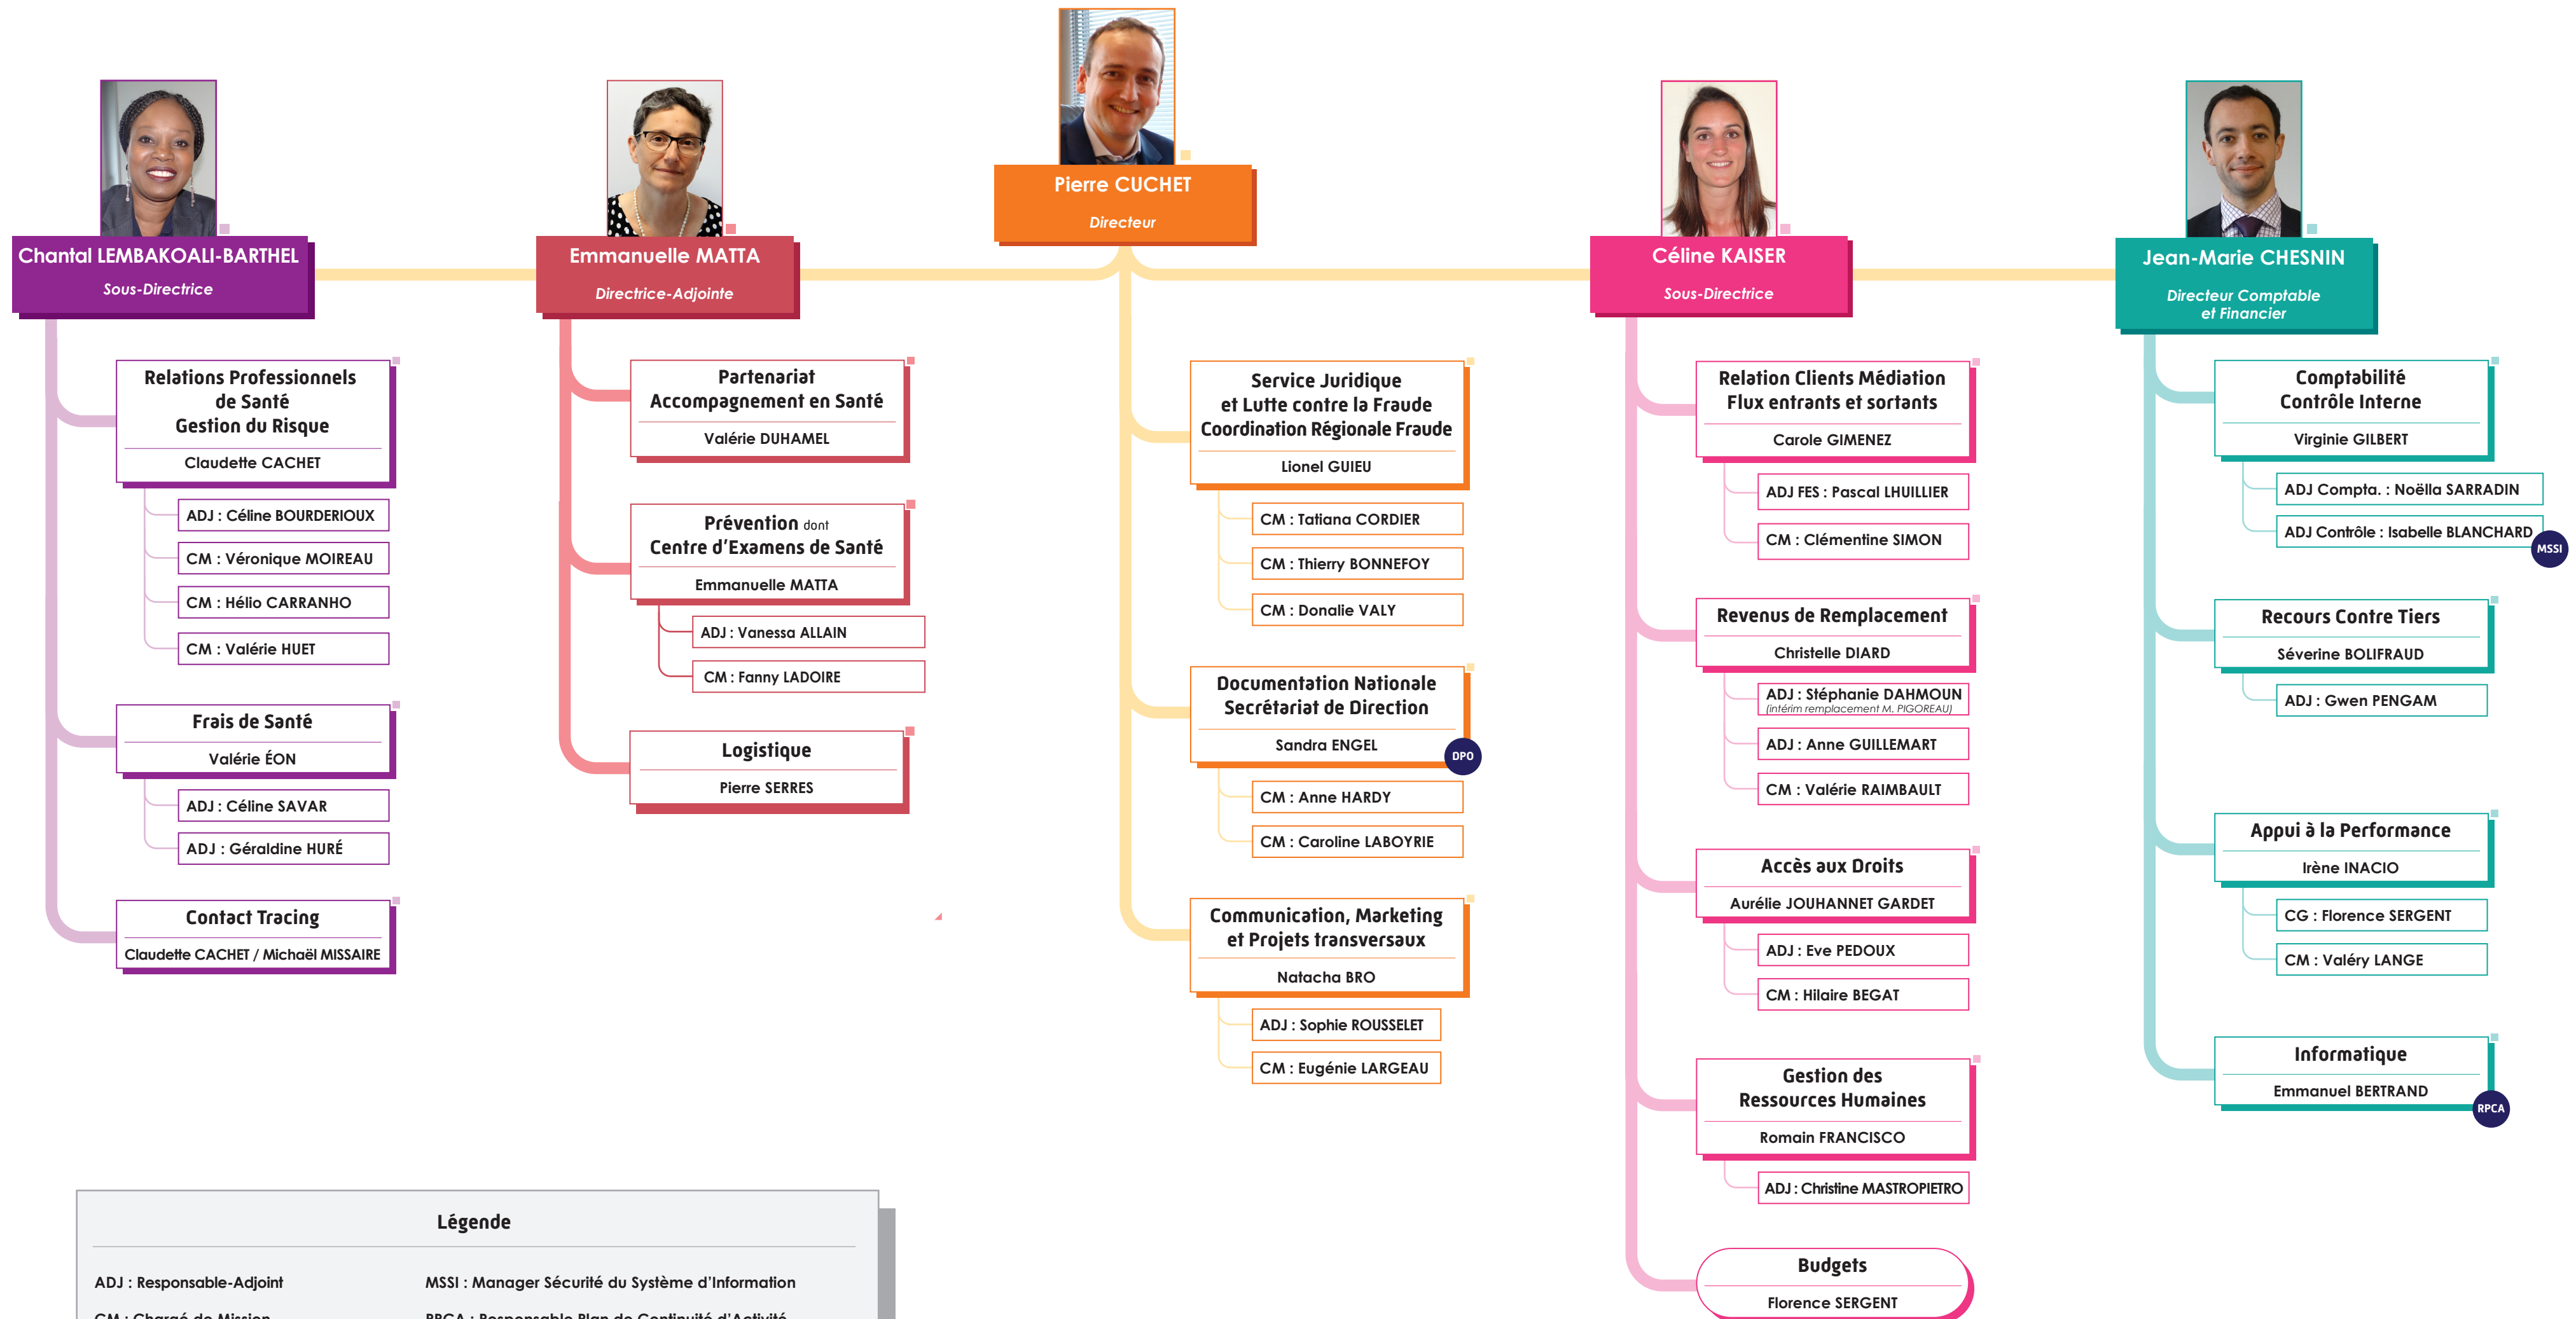 Pierre CUCHET
Directeur
Chantal LEMBAKOALI-BARTHEL
Sous-Directrice
Emmanuelle MATTA
Directrice-Adjointe
Céline KAISER
Sous-Directrice
Jean-Marie CHESNIN
Directeur Comptable
et Financier
Relations Professionnels
de Santé
Gestion du Risque
Claudette CACHET
ADJ : Céline BOURDERIOUX
CM : Véronique MOIREAU
CM : Hélio CARRANHO
CM : Valérie HUET
Frais de Santé
Valérie ÉON
ADJ : Céline SAVAR
ADJ : Géraldine HURÉ
Contact Tracing
Claudette CACHET / Michaël MISSAIRE
Partenariat
Accompagnement en Santé
Valérie DUHAMEL
Prévention dont
Centre d'Examens de Santé
Emmanuelle MATTA
ADJ : Vanessa ALLAIN
CM : Fanny LADOIRE
Logistique
Pierre SERRES
Service Juridique
et Lutte contre la Fraude
Coordination Régionale Fraude
Lionel GUIEU
CM : Tatiana CORDIER
CM : Thierry BONNEFOY
CM : Donalie VALY
Documentation Nationale
Secrétariat de Direction
Sandra ENGEL
DPO
CM : Anne HARDY
CM : Caroline LABOYRIE
Communication, Marketing
et Projets transversaux
Natacha BRO
ADJ : Sophie ROUSSELET
CM : Eugénie LARGEAU
Relation Clients Médiation
Flux entrants et sortants
Carole GIMENEZ
ADJ FES : Pascal LHUILLIER
CM : Clémentine SIMON
Revenus de Remplacement
Christelle DIARD
ADJ : Stéphanie DAHMOUN
(intérim remplacement M. PIGOREAU)
ADJ : Anne GUILLEMART
CM : Valérie RAIMBAULT
Accès aux Droits
Aurélie JOUHANNET GARDET
ADJ : Eve PEDOUX
CM : Hilaire BEGAT
Gestion des
Ressources Humaines
Romain FRANCISCO
ADJ : Christine MASTROPIETRO
Budgets
Florence SERGENT
Comptabilité
Contrôle Interne
Virginie GILBERT
ADJ Compta. : Noëlla SARRADIN
ADJ Contrôle : Isabelle BLANCHARD
MSSI
Recours Contre Tiers
Séverine BOLIFRAUD
ADJ : Gwen PENGAM
Appui à la Performance
Irène INACIO
CG : Florence SERGENT
CM : Valéry LANGE
Informatique
Emmanuel BERTRAND
RPCA
Légende
ADJ : Responsable-Adjoint
MSSI : Manager Sécurité du Système d'Information
CM : Chargé de Mission
RPCA : Responsable Plan de Continuité d'Activité